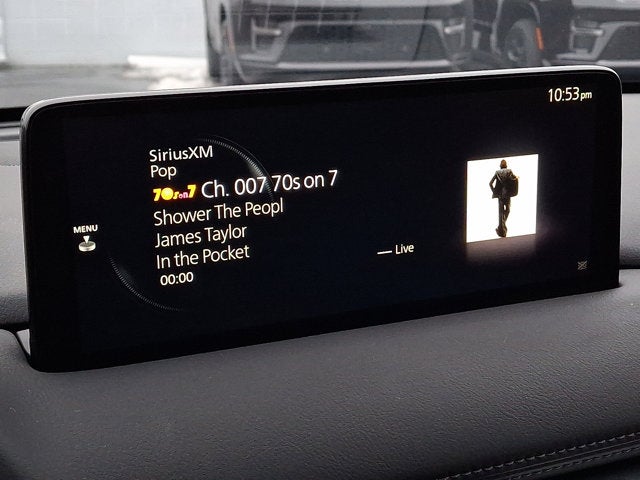 10:53pm
SiriusXM
Pop
70s on 7 Ch. 007 70s on 7
MENU
Shower The Peopl
James Taylor
In the Pocket
Live
00:00